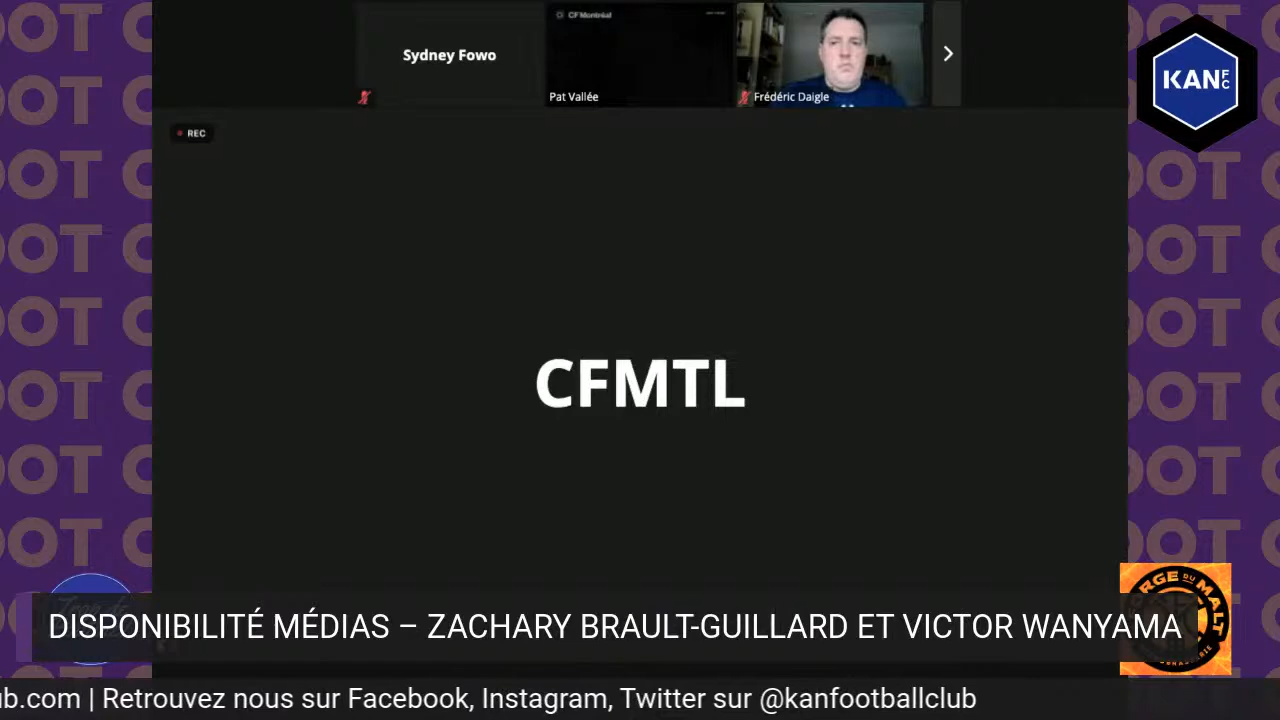 Sydney Fowo
CF Montréal
Pat Vallée
Frédéric Daigle
KAN FC
REC
CFMTL
DISPONIBILITÉ MÉDIAS – ZACHARY BRAULT-GUILLARD ET VICTOR WANYAMA
ub.com | Retrouvez nous sur Facebook, Instagram, Twitter sur @kanfootballclub